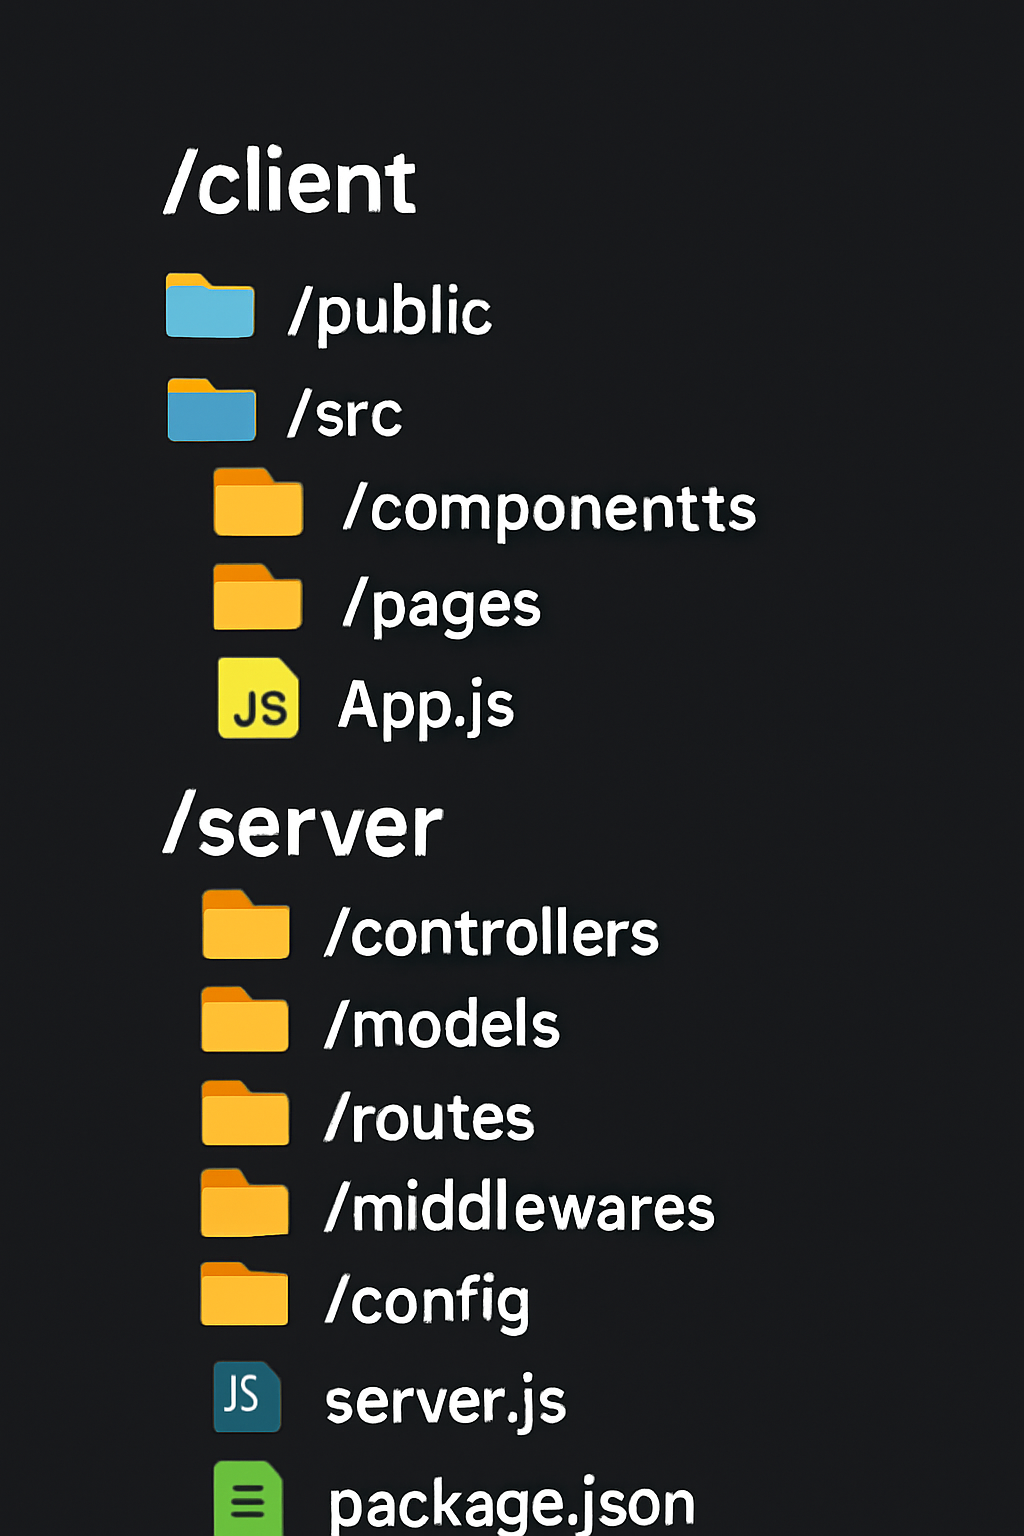 /client
/public
/src
/componentts
/pages
JS App.js
/server
/controllers
/models
/routes
/middlewares
/config
JS server.js
package.json